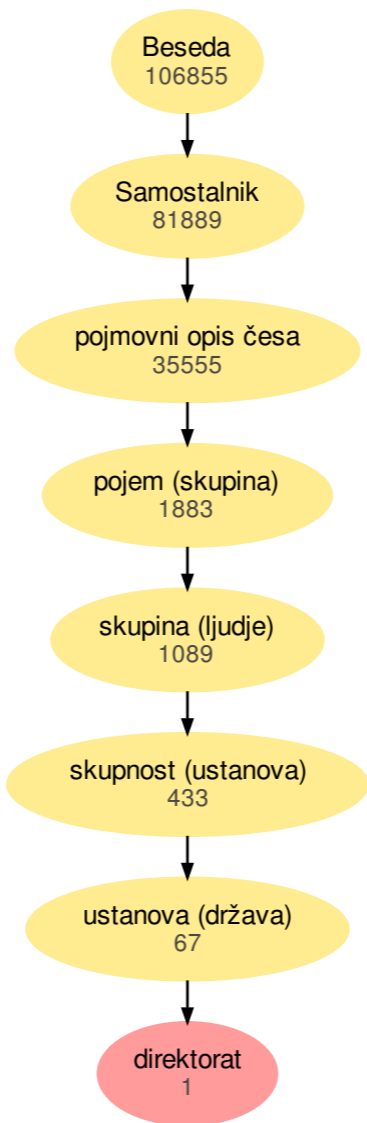 Beseda
106855
Samostalnik
81889
pojmovni opis česa
35555
pojem (skupina)
1883
skupina (ljudje)
1089
skupnost (ustanova)
433
ustanova (država)
67
direktorat
1